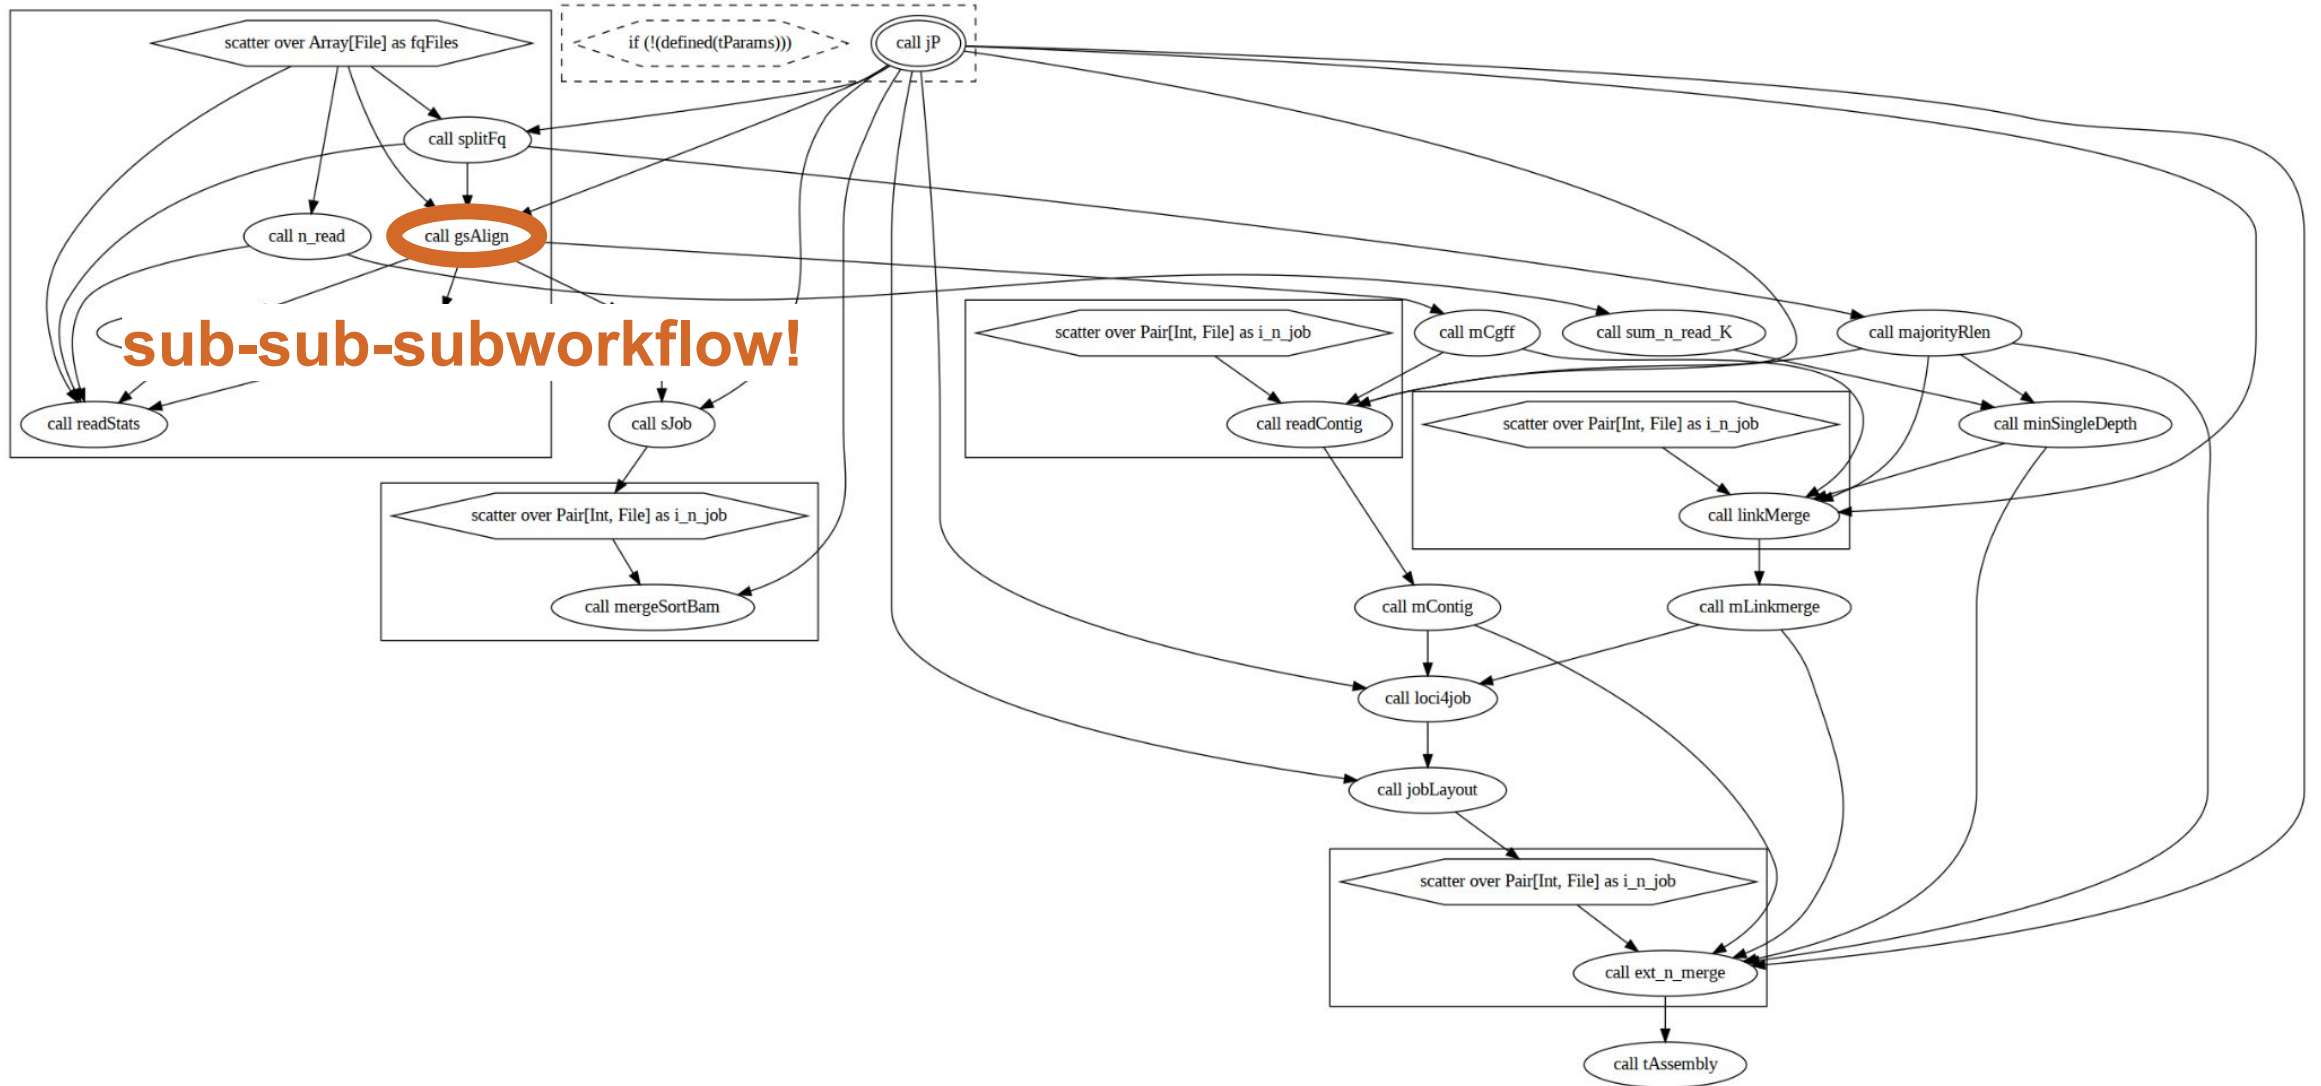 scatter over Array[File] as fqFiles
if (!(defined(tParams)))
call jP
call splitFq
call n_read
call gsAlign
sub-sub-subworkflow!
scatter over Pair[Int, File] as i_n_job
call mCgff
call sum_n_read_K
call majorityRlen
call readStats
call sJob
call readContig
scatter over Pair[Int, File] as i_n_job
call minSingleDepth
scatter over Pair[Int, File] as i_n_job
call linkMerge
call mergeSortBam
call mContig
call mLinkmerge
call loci4job
call jobLayout
scatter over Pair[Int, File] as i_n_job
call ext_n_merge
call tAssembly